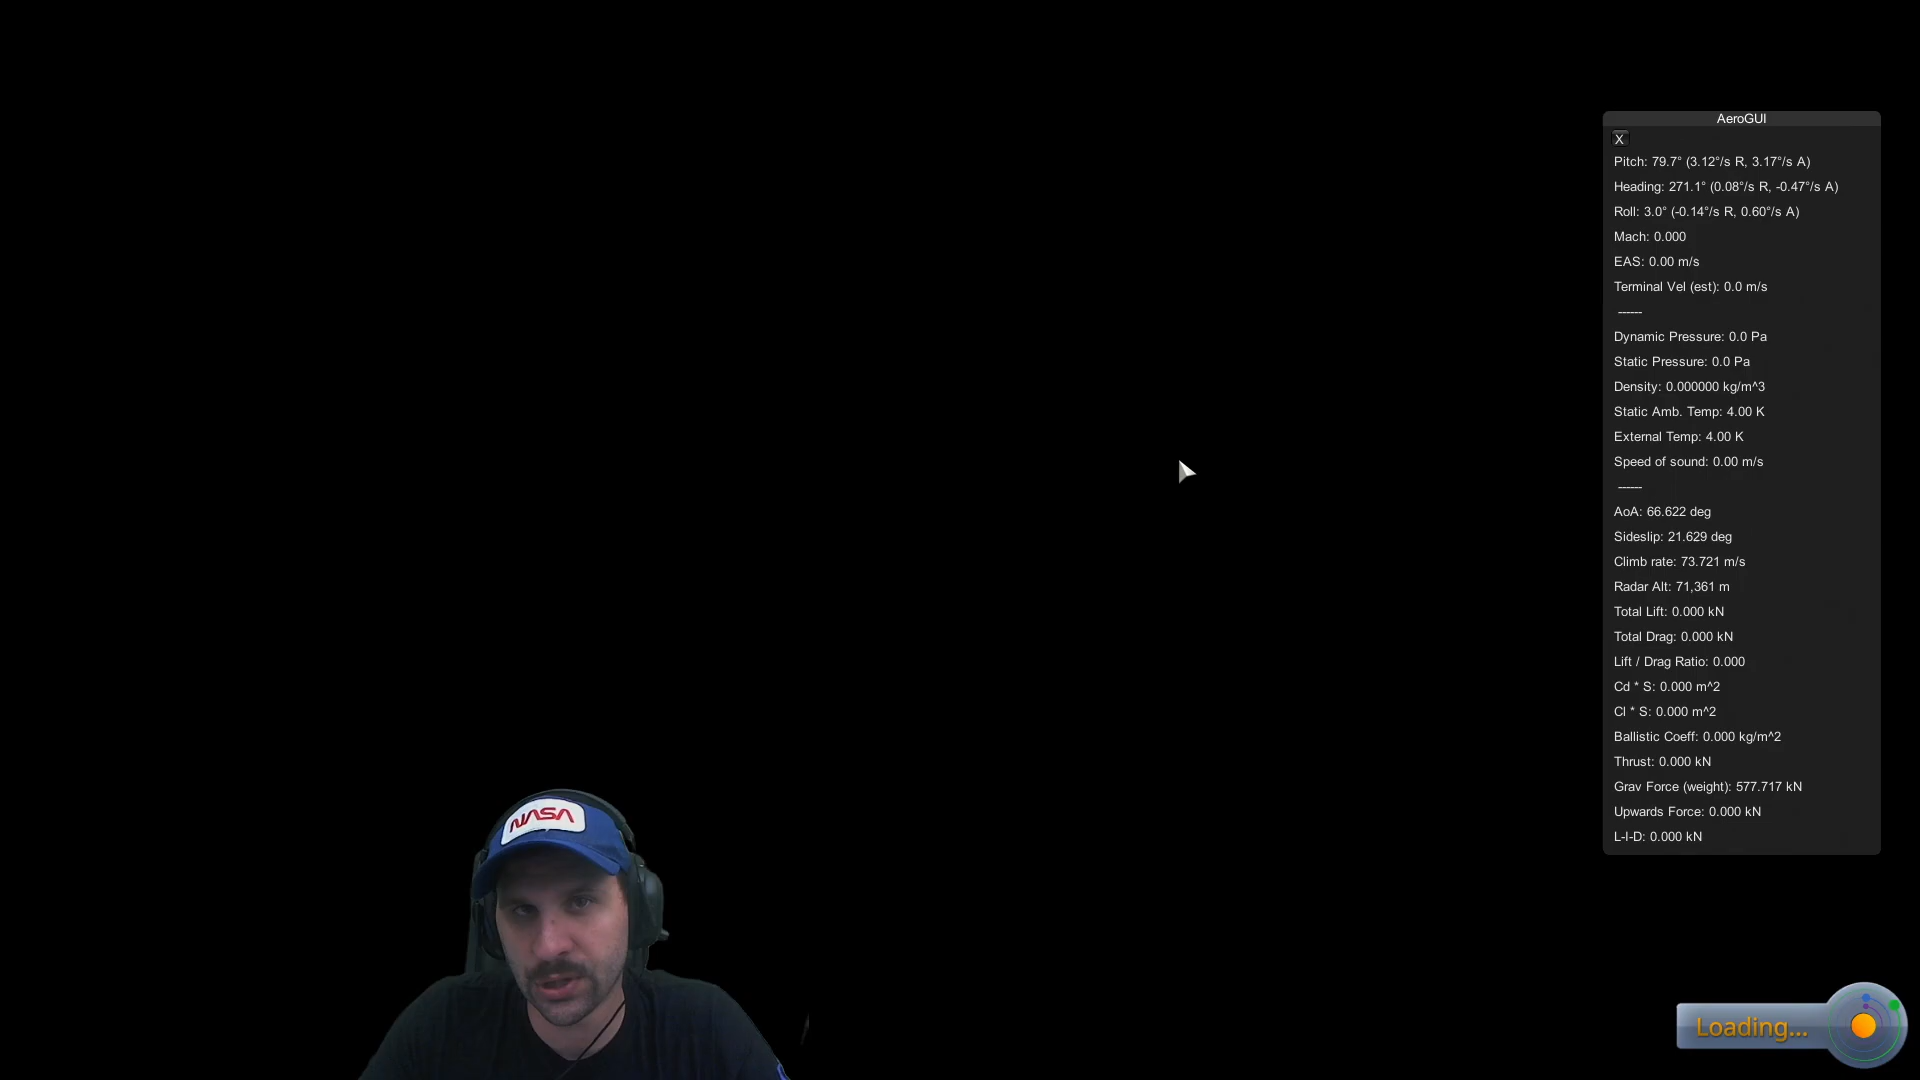 AeroGUI
X
Pitch: 79.7° (3.12°/s R, 3.17°/s A)
Heading: 271.1° (0.08°/s R, -0.47°/s A)
Roll: 3.0° (-0.14°/s R, 0.60°/s A)
Mach: 0.000
EAS: 0.00 m/s
Terminal Vel (est): 0.0 m/s
------
Dynamic Pressure: 0.0 Pa
Static Pressure: 0.0 Pa
Density: 0.000000 kg/m^3
Static Amb. Temp: 4.00 K
External Temp: 4.00 K
Speed of sound: 0.00 m/s
------
AoA: 66.622 deg
Sideslip: 21.629 deg
Climb rate: 73.721 m/s
Radar Alt: 71,361 m
Total Lift: 0.000 kN
Total Drag: 0.000 kN
Lift / Drag Ratio: 0.000
Cd * S: 0.000 m^2
Cl * S: 0.000 m^2
Ballistic Coeff: 0.000 kg/m^2
Thrust: 0.000 kN
Grav Force (weight): 577.717 kN
Upwards Force: 0.000 kN
L-I-D: 0.000 kN
NASA
Loading...